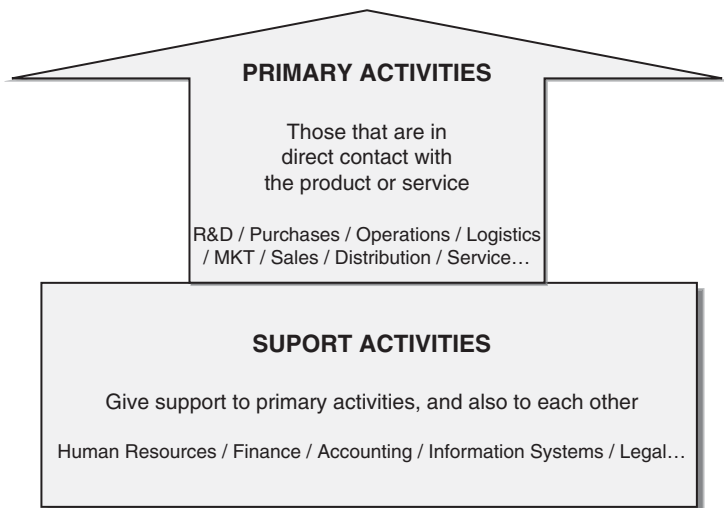 PRIMARY ACTIVITIES
Those that are in
direct contact with
the product or service
R&D / Purchases / Operations / Logistics
/ MKT / Sales / Distribution / Service…
SUPORT ACTIVITIES
Give support to primary activities, and also to each other
Human Resources / Finance / Accounting / Information Systems / Legal…